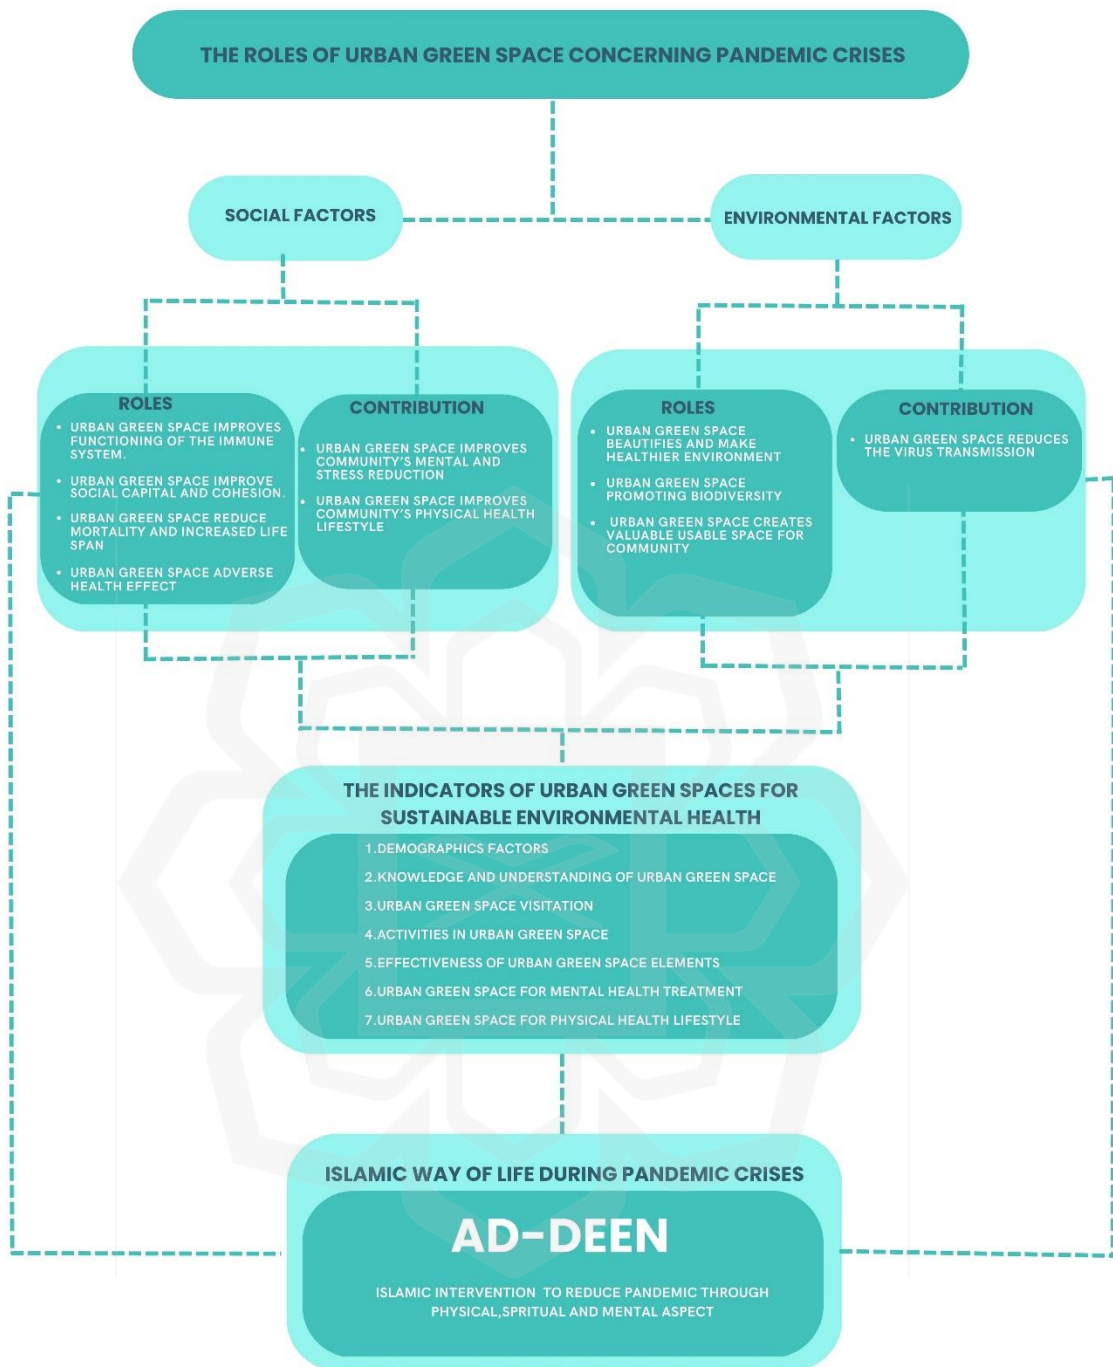 THE ROLES OF URBAN GREEN SPACE CONCERNING PANDEMIC CRISES
SOCIAL FACTORS
ENVIRONMENTAL FACTORS
ROLES
• URBAN GREEN SPACE IMPROVES
FUNCTIONING OF THE IMMUNE
SYSTEM.
• URBAN GREEN SPACE IMPROVE
SOCIAL CAPITAL AND COHESION.
• URBAN GREEN SPACE REDUCE
MORTALITY AND INCREASED LIFE
SPAN
• URBAN GREEN SPACE ADVERSE
HEALTH EFFECT
CONTRIBUTION
• URBAN GREEN SPACE IMPROVES
COMMUNITY'S MENTAL AND
STRESS REDUCTION
• URBAN GREEN SPACE IMPROVES
COMMUNITY'S PHYSICAL HEALTH
LIFESTYLE
ROLES
• URBAN GREEN SPACE
BEAUTIFIES AND MAKE
HEALTHIER ENVIRONMENT
• URBAN GREEN SPACE
PROMOTING BIODIVERSITY
• URBAN GREEN SPACE CREATES
VALUABLE USABLE SPACE FOR
COMMUNITY
CONTRIBUTION
• URBAN GREEN SPACE REDUCES
THE VIRUS TRANSMISSION
THE INDICATORS OF URBAN GREEN SPACES FOR
SUSTAINABLE ENVIRONMENTAL HEALTH
1.DEMOGRAPHICS FACTORS
2.KNOWLEDGE AND UNDERSTANDING OF URBAN GREEN SPACE
3.URBAN GREEN SPACE VISITATION
4.ACTIVITIES IN URBAN GREEN SPACE
5.EFFECTIVENESS OF URBAN GREEN SPACE ELEMENTS
6.URBAN GREEN SPACE FOR MENTAL HEALTH TREATMENT
7.URBAN GREEN SPACE FOR PHYSICAL HEALTH LIFESTYLE
ISLAMIC WAY OF LIFE DURING PANDEMIC CRISES
AD-DEEN
ISLAMIC INTERVENTION TO REDUCE PANDEMIC THROUGH
PHYSICAL,SPRITUAL AND MENTAL ASPECT